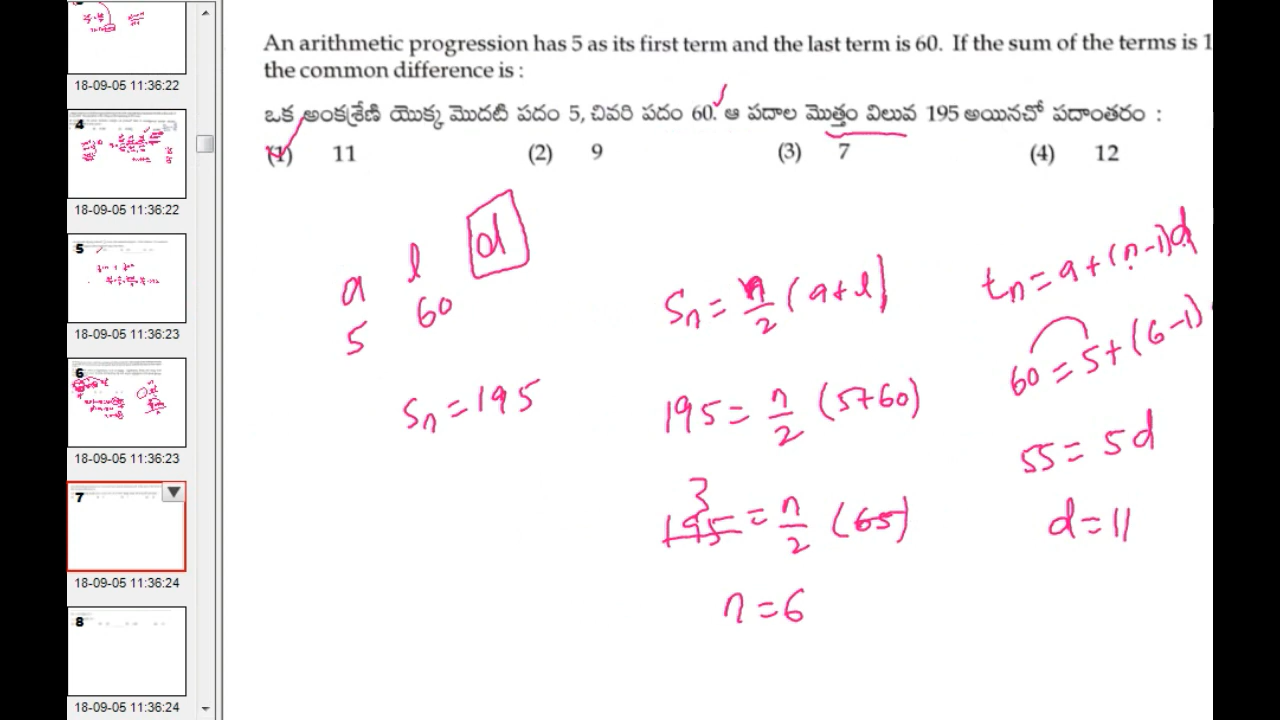 18-09-05 11:36:22
4
18-09-05 11:36:22
5
18-09-05 11:36:23
6
18-09-05 11:36:23
7
18-09-05 11:36:24
8
18-09-05 11:36:24
An arithmetic progression has 5 as its first term and the last term is 60. If the sum of the terms is 1
the common difference is :
ఒక అంకశ్రేణి యొక్క మొదటి పదం 5, చివరి పదం 60. ఆ పదాల మొత్తం విలువ 195 అయినచో పదాంతరం :
(1) 11 (2) 9 (3) 7 (4) 12
a l d
5 60
Sn = 195
Sn = n/2 (a+l)
195 = n/2 (5+60)
3
195 = n/2 (65)
n = 6
tn = a+(n-1)d
60 = 5+(6-1)
55 = 5d
d = 11